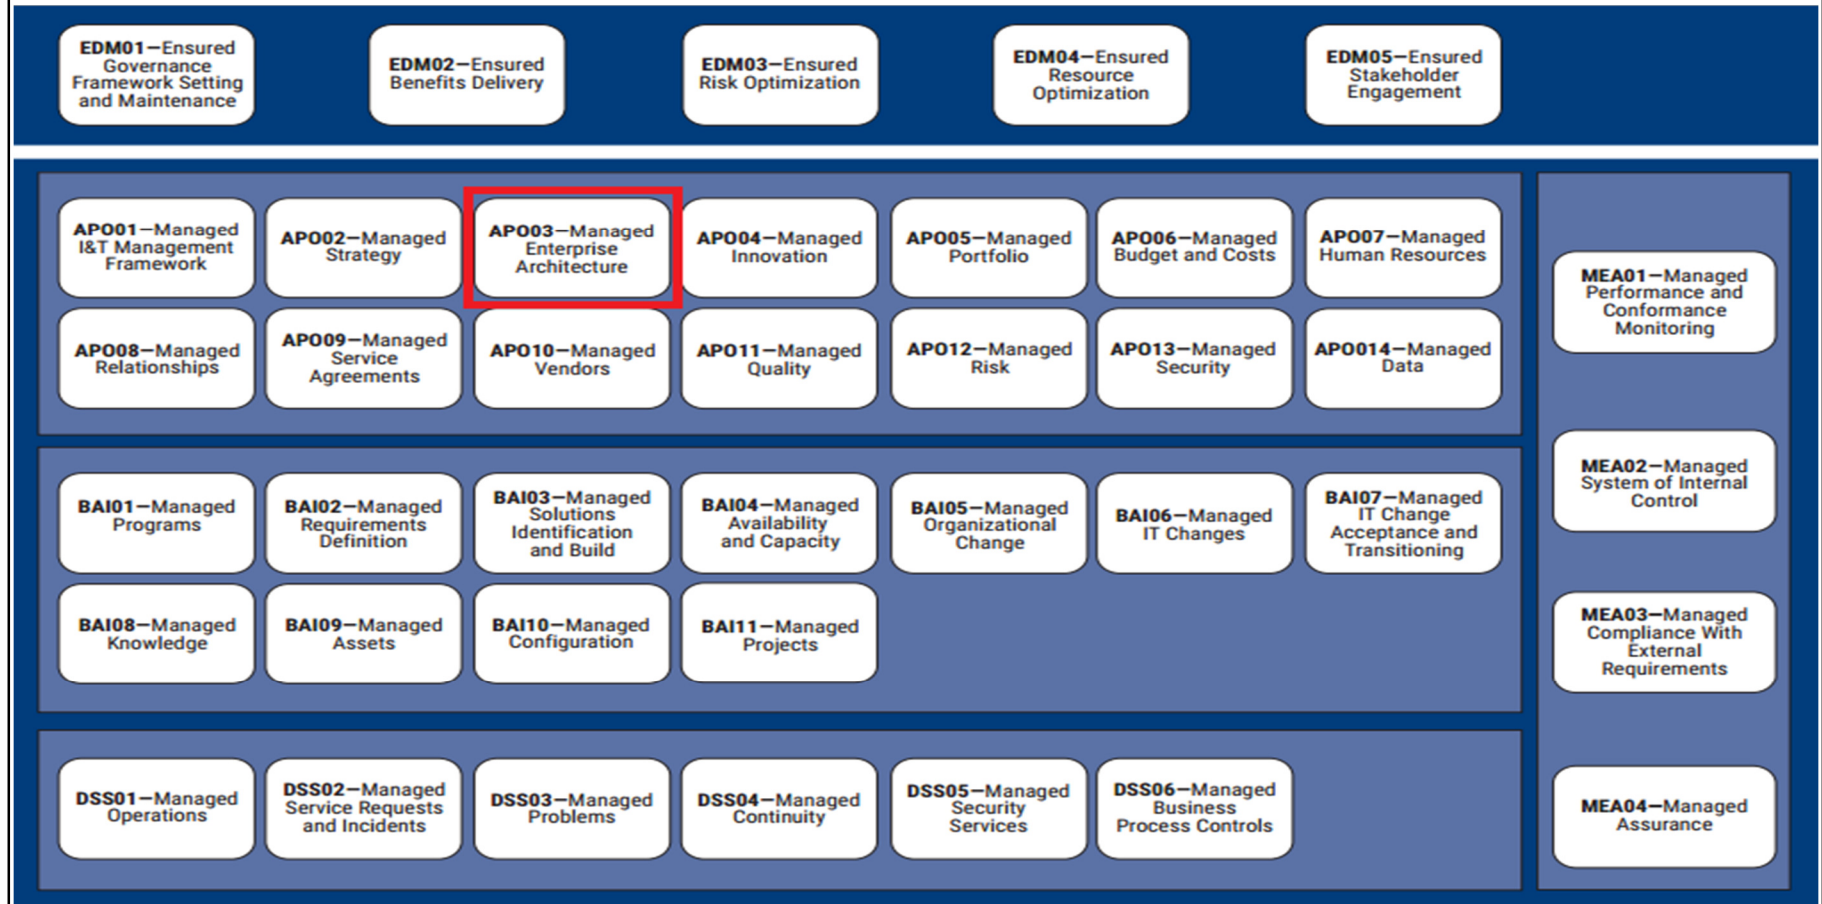 EDM01—Ensured
Governance
Framework Setting
and Maintenance
EDM02—Ensured
Benefits Delivery
EDM03—Ensured
Risk Optimization
EDM04—Ensured
Resource
Optimization
EDM05—Ensured
Stakeholder
Engagement
APO01—Managed
I&T Management
Framework
APO02—Managed
Strategy
APO03—Managed
Enterprise
Architecture
APO04—Managed
Innovation
APO05—Managed
Portfolio
APO06—Managed
Budget and Costs
APO07—Managed
Human Resources
APO08—Managed
Relationships
APO09—Managed
Service
Agreements
APO10—Managed
Vendors
APO11—Managed
Quality
APO12—Managed
Risk
APO13—Managed
Security
APO014—Managed
Data
BAI01—Managed
Programs
BAI02—Managed
Requirements
Definition
BAI03—Managed
Solutions
Identification
and Build
BAI04—Managed
Availability
and Capacity
BAI05—Managed
Organizational
Change
BAI06—Managed
IT Changes
BAI07—Managed
IT Change
Acceptance and
Transitioning
BAI08—Managed
Knowledge
BAI09—Managed
Assets
BAI10—Managed
Configuration
BAI11—Managed
Projects
DSS01—Managed
Operations
DSS02—Managed
Service Requests
and Incidents
DSS03—Managed
Problems
DSS04—Managed
Continuity
DSS05—Managed
Security
Services
DSS06—Managed
Business
Process Controls
MEA01—Managed
Performance and
Conformance
Monitoring
MEA02—Managed
System of Internal
Control
MEA03—Managed
Compliance With
External
Requirements
MEA04—Managed
Assurance